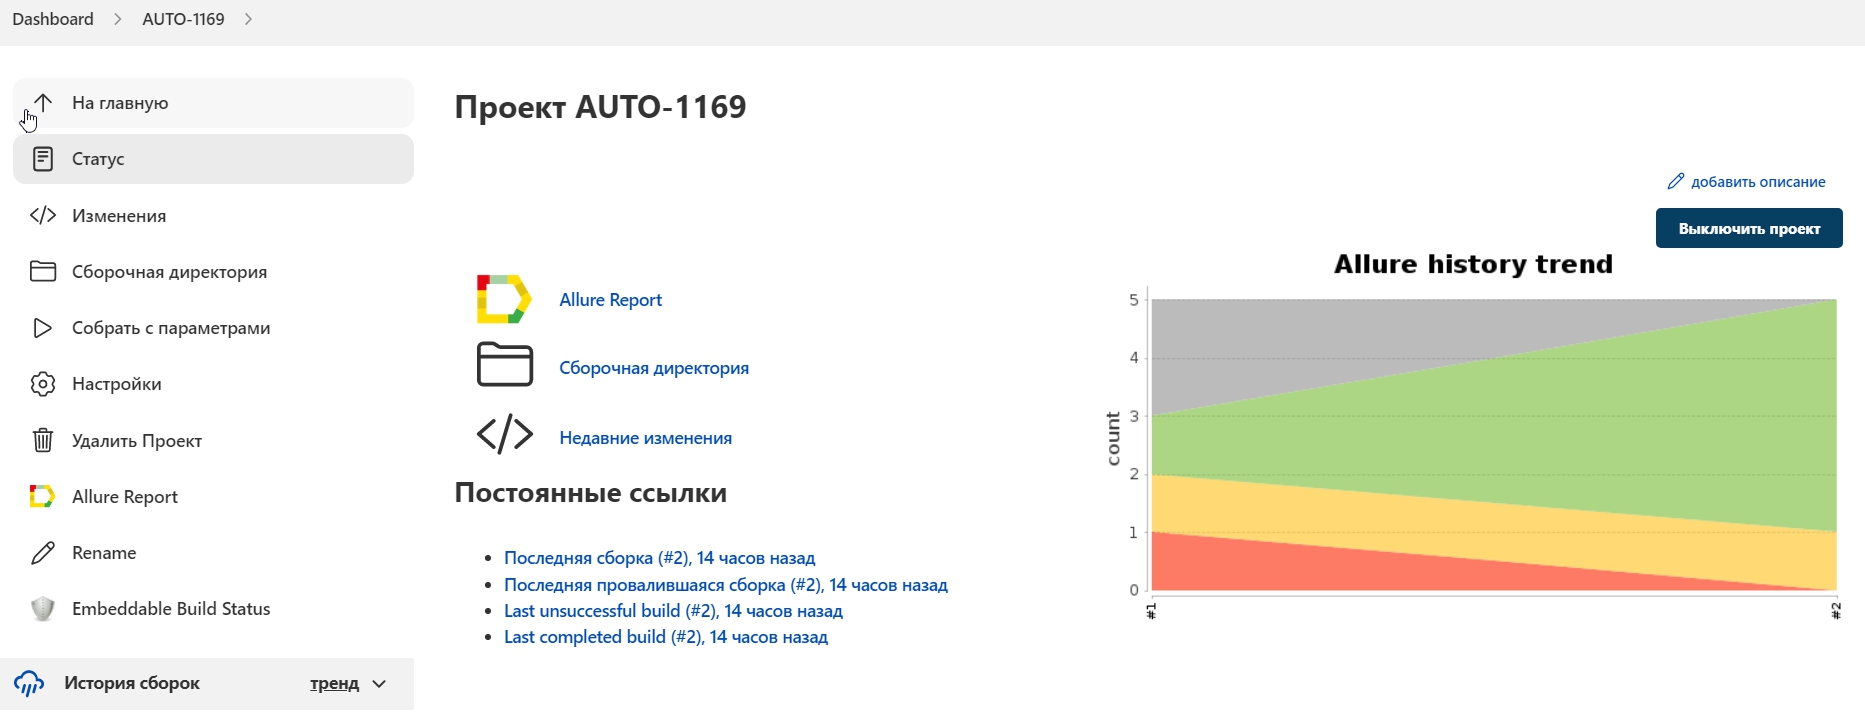 Dashboard > AUTO-1169 >
На главную
Статус
Изменения
Сборочная директория
Собрать с параметрами
Настройки
Удалить Проект
Allure Report
Rename
Embeddable Build Status
История сборок тренд
Проект AUTO-1169
добавить описание
Выключить проект
Allure Report
Сборочная директория
Недавние изменения
Постоянные ссылки
Последняя сборка (#2), 14 часов назад
Последняя провалившаяся сборка (#2), 14 часов назад
Last unsuccessful build (#2), 14 часов назад
Last completed build (#2), 14 часов назад
Allure history trend
5
4
3
2
1
0
count
#1
#2